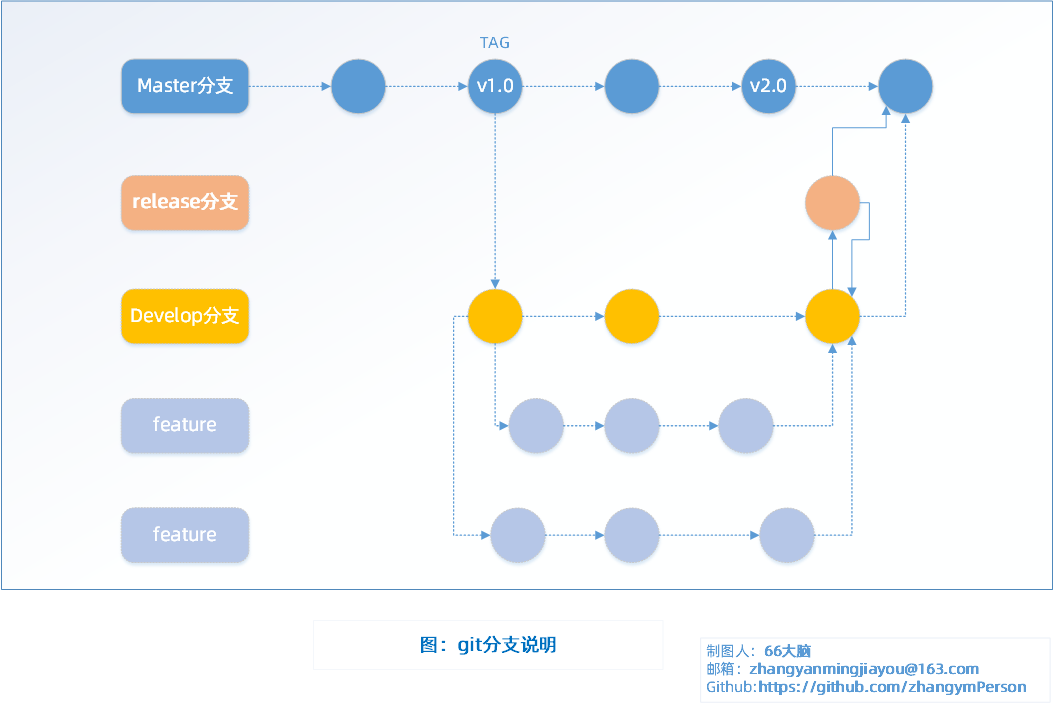 TAG
Master分支
v1.0
v2.0
release分支
Develop分支
feature
feature
图：git分支说明
制图人：66大脑
邮箱：zhangyanmingjiayou@163.com
Github:https://github.com/zhangymPerson